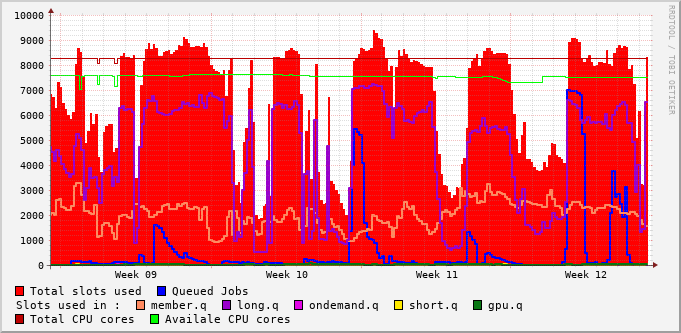 10000
9000
8000
7000
6000
5000
4000
3000
2000
1000
0
Week 09 Week 10 Week 11 Week 12
RRDTOOL / TOBI OETIKER
Total slots used Queued Jobs
Slots used in : member.q long.q ondemand.q short.q gpu.q
Total CPU cores Availale CPU cores